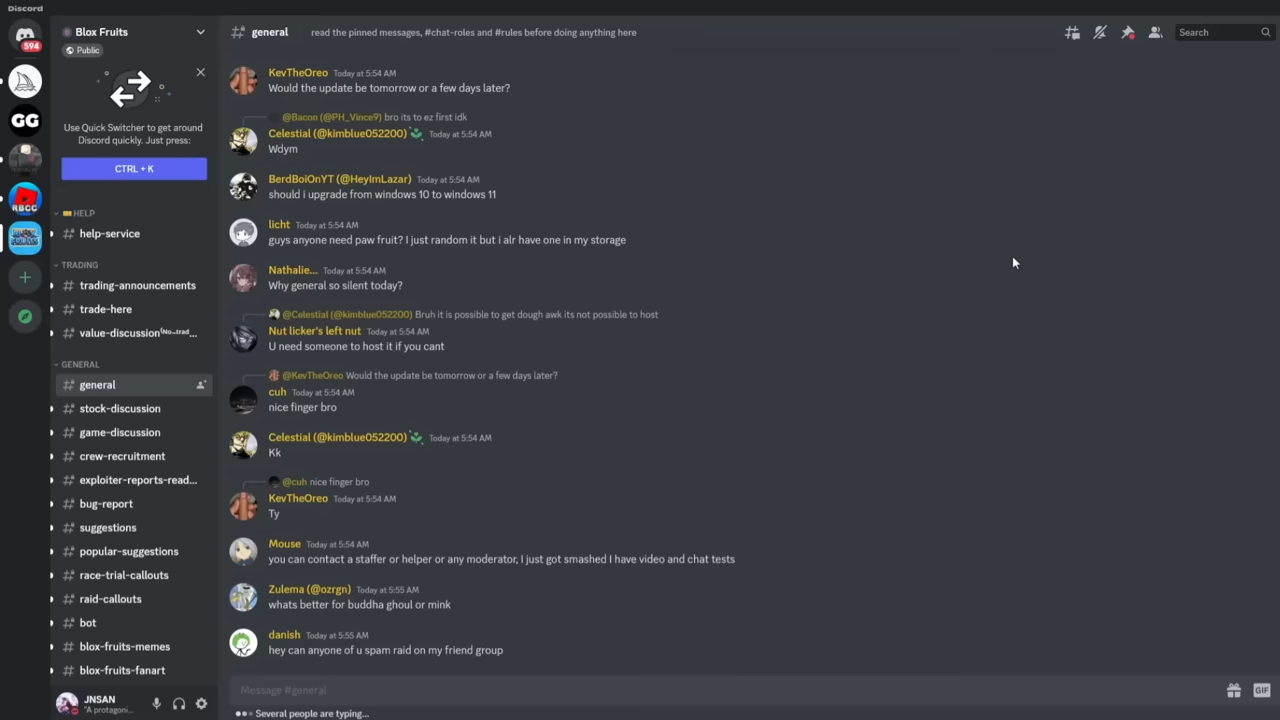 Discord
594
GG
RBCC
Blox Fruits
Public
Use Quick Switcher to get around
Discord quickly. Just press:
CTRL + K
HELP
help-service
TRADING
trading-announcements
trade-here
value-discussion(No-trad...
GENERAL
general
stock-discussion
game-discussion
crew-recruitment
exploiter-reports-read...
bug-report
suggestions
popular-suggestions
race-trial-callouts
raid-callouts
bot
blox-fruits-memes
blox-fruits-fanart
JNSAN
"A protagoni...
general
read the pinned messages, #chat-roles and #rules before doing anything here
Search
KevTheOreo Today at 5:54 AM
Would the update be tomorrow or a few days later?
@Bacon (@PH_Vince9) bro its to ez first idk
Celestial (@kimblue052200) Today at 5:54 AM
Wdym
BerdBoiOnYT (@HeyImLazar) Today at 5:54 AM
should i upgrade from windows 10 to windows 11
licht Today at 5:54 AM
guys anyone need paw fruit? I just random it but i alr have one in my storage
Nathalie... Today at 5:54 AM
Why general so silent today?
@Celestial (@kimblue052200) Bruh it is possible to get dough awk its not possible to host
Nut licker's left nut Today at 5:54 AM
U need someone to host it if you cant
@KevTheOreo Would the update be tomorrow or a few days later?
cuh Today at 5:54 AM
nice finger bro
Celestial (@kimblue052200) Today at 5:54 AM
Kk
@cuh nice finger bro
KevTheOreo Today at 5:54 AM
Ty
Mouse Today at 5:54 AM
you can contact a staffer or helper or any moderator, I just got smashed I have video and chat tests
Zulema (@ozrgn) Today at 5:55 AM
whats better for buddha ghoul or mink
danish Today at 5:55 AM
hey can anyone of u spam raid on my friend group
Message #general
GIF
Several people are typing...